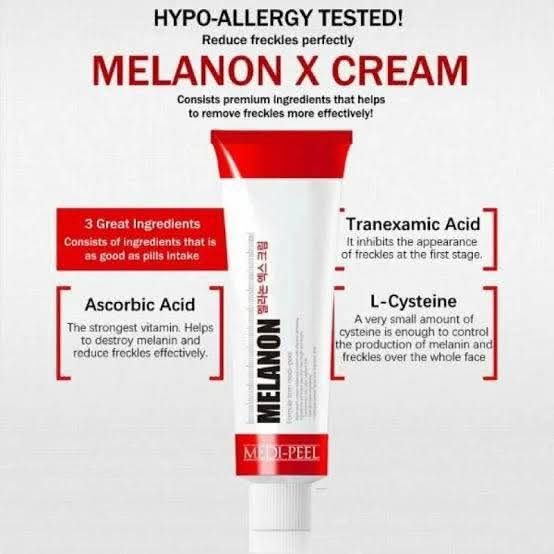 HYPO-ALLERGY TESTED!
Reduce freckles perfectly
MELANON X CREAM
Consists premium ingredients that helps
to remove freckles more effectively!
3 Great Ingredients
Consists of ingredients that is
as good as pills intake
Ascorbic Acid
The strongest vitamin. Helps
to destroy melanin and
reduce freckles effectively.
Tranexamic Acid
It inhibits the appearance
of freckles at the first stage.
L-Cysteine
A very small amount of
cysteine is enough to control
the production of melanin and
freckles over the whole face
MELANON
멜라논 엑스 크림
Formula from medi-peel
MEDI-PEEL